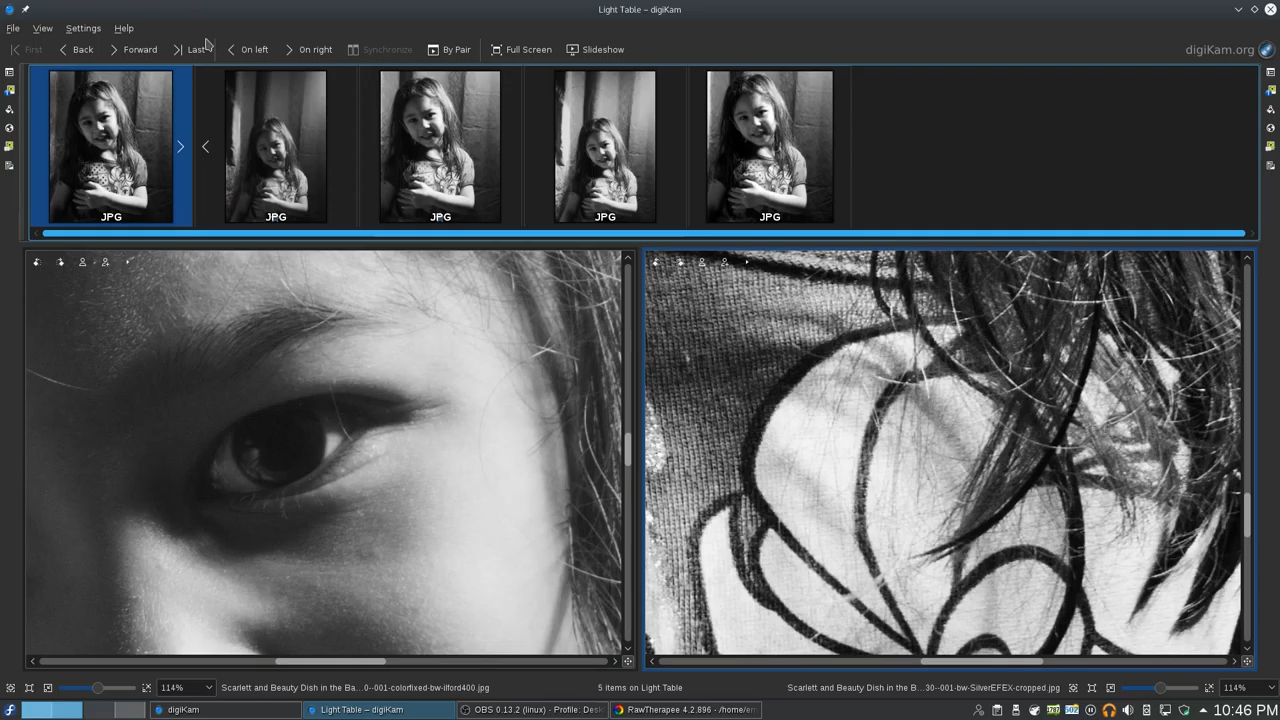 Light Table – digiKam
File View Settings Help
First Back Forward Last On left On right Synchronize By Pair Full Screen Slideshow digiKam.org
JPG JPG JPG JPG JPG
114% Scarlett and Beauty Dish in the Ba...0--001-colorfixed-bw-ilford400.jpg 5 items on Light Table Scarlett and Beauty Dish in the B...30--001-bw-SilverEFEX-cropped.jpg 114%
digiKam Light Table – digiKam OBS 0.13.2 (linux) - Profile: Desk RawTherapee 4.2.896 - /home/er 10:46 PM